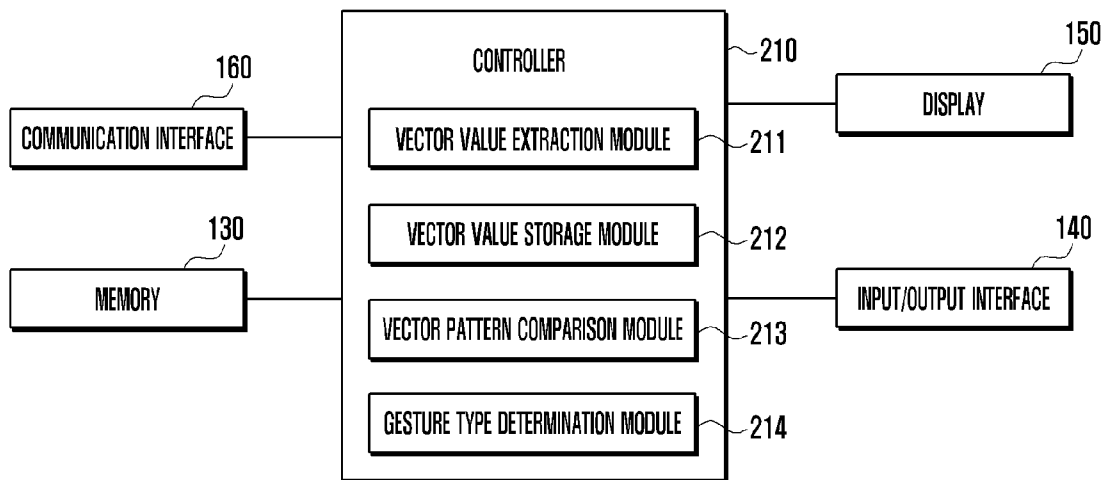 CONTROLLER
210
160
COMMUNICATION INTERFACE
130
MEMORY
VECTOR VALUE EXTRACTION MODULE
211
VECTOR VALUE STORAGE MODULE
212
VECTOR PATTERN COMPARISON MODULE
213
GESTURE TYPE DETERMINATION MODULE
214
150
DISPLAY
140
INPUT/OUTPUT INTERFACE